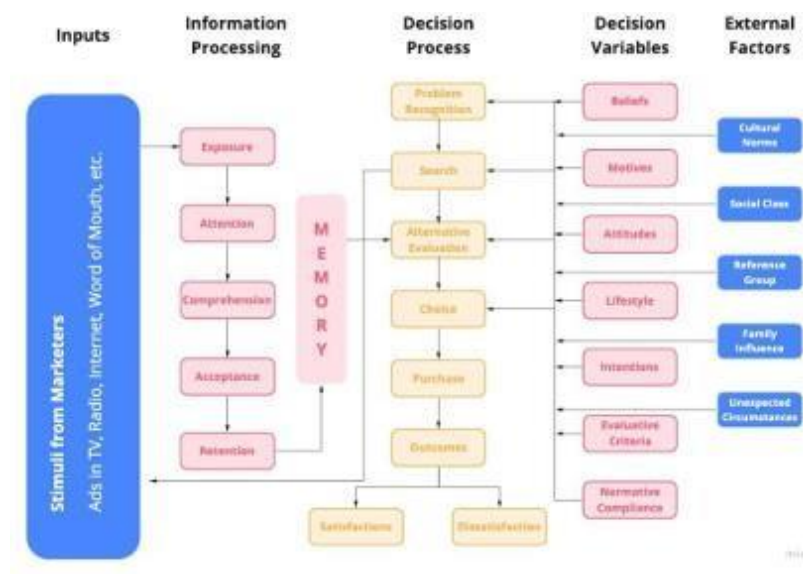 Inputs
Information
Processing
Decision
Process
Decision
Variables
External
Factors
Stimuli from Marketers
Ads in TV, Radio, Internet, Word of Mouth, etc.
Exposure
Attention
Comprehension
Acceptance
Retention
MEMORY
Problem
Recognition
Search
Alternative
Evaluation
Choice
Purchase
Outcomes
Satisfactions
Dissatisfaction
Beliefs
Motives
Attitudes
Lifestyle
Intentions
Evaluative
Criteria
Normative
Compliance
Cultural
Norms
Social Class
Reference
Group
Family
Influence
Unexpected
Circumstances